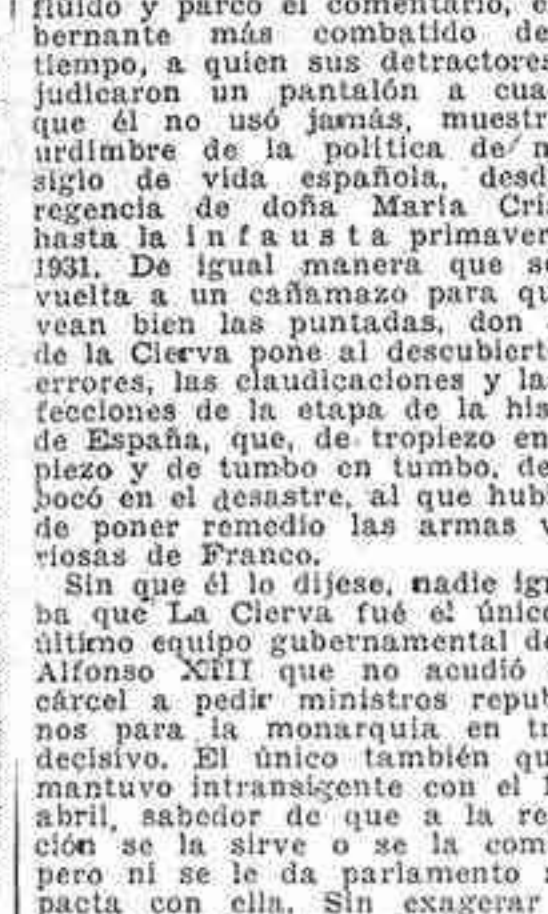 fluido y parco el comentario, e
bernante más combatido de
tiempo, a quien sus detractores
judicaron un pantalón a cua
que él no usó jamás, muestr
urdimbre de la política de m
siglo de vida española, desd
regencia de doña María Cris
hasta la infausta primaver
1931. De igual manera que se
vuelta a un cañamazo para qu
vean bien las puntadas, don
de la Cierva pone al descubiert
errores, las claudicaciones y la
fecciones de la etapa de la his
de España, que, de tropiezo en
piezo y de tumbo en tumbo, de
bocó en el desastre, al que hub
de poner remedio las armas v
riosas de Franco.
Sin que él lo dijese, nadie ign
ba que La Cierva fué el único
último equipo gubernamental de
Alfonso XIII que no acudió
cárcel a pedir ministros repub
nos para la monarquía en tr
decisivo. El único también qu
mantuvo intransigente con el 1
abril, sabedor de que a la re
ción se la sirve o se la com
pero ni se le da parlamento
pacta con ella. Sin exagerar